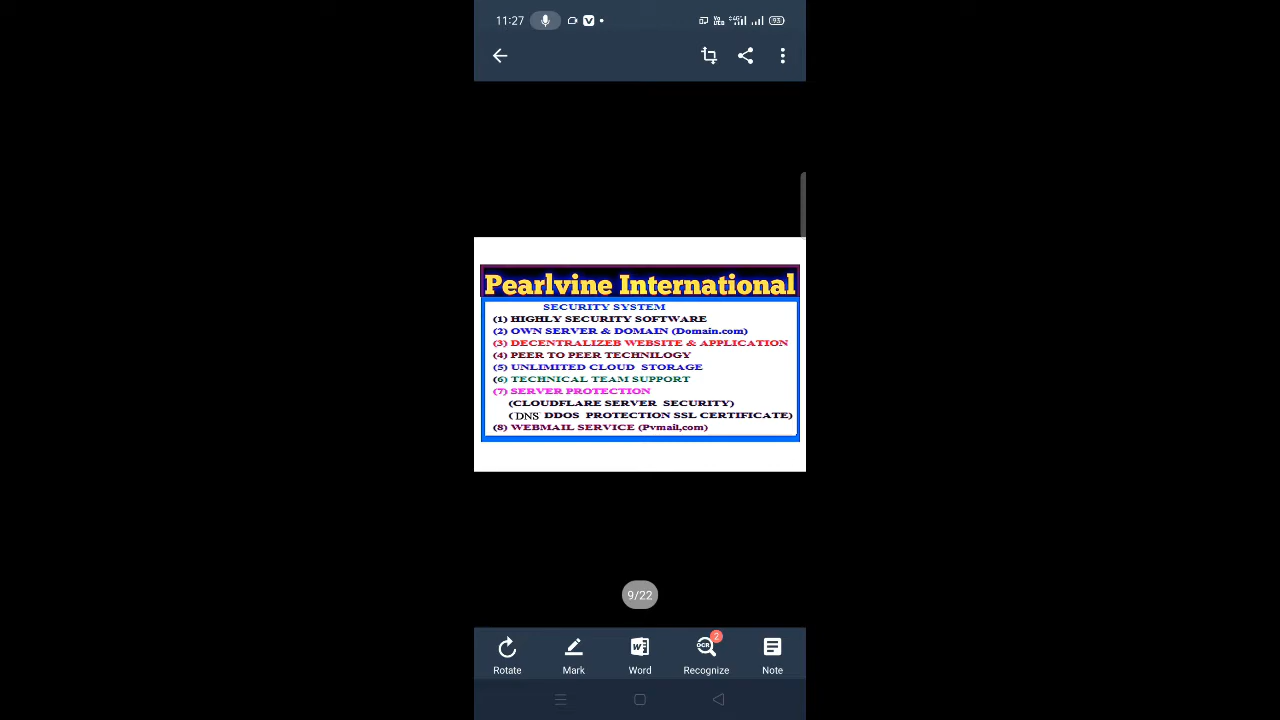 11:27
93
Pearlvine International
SECURITY SYSTEM
(1) HIGHLY SECURITY SOFTWARE
(2) OWN SERVER & DOMAIN (Domain.com)
(3) DECENTRALIZEB WEBSITE & APPLICATION
(4) PEER TO PEER TECHNILOGY
(5) UNLIMITED CLOUD STORAGE
(6) TECHNICAL TEAM SUPPORT
(7) SERVER PROTECTION
(CLOUDFLARE SERVER SECURITY)
( DNS DDOS PROTECTION SSL CERTIFICATE)
(8) WEBMAIL SERVICE (Pvmail,com)
9/22
2
Rotate Mark Word Recognize Note